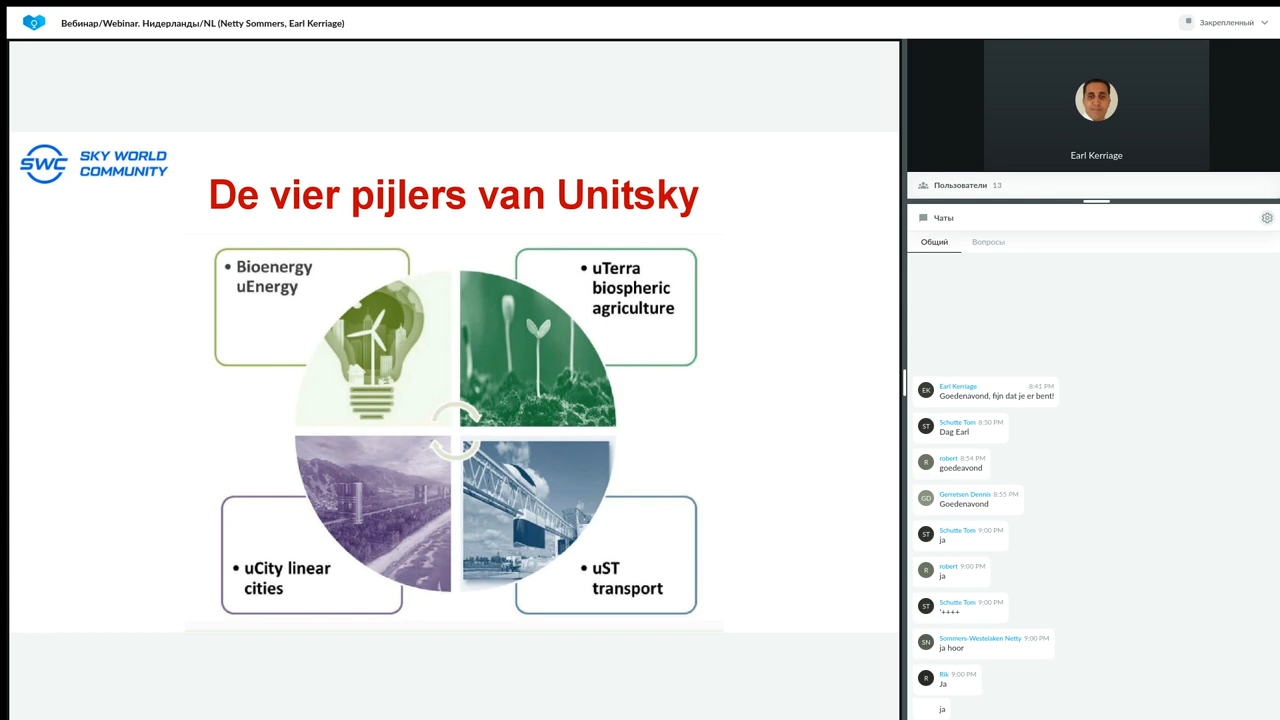 Вебинар/Webinar. Нидерланды/NL (Netty Sommers, Earl Kerriage)
Закрепленный
SWC SKY WORLD
COMMUNITY
De vier pijlers van Unitsky
• Bioenergy
uEnergy
• uTerra
biospheric
agriculture
• uCity linear
cities
• uST
transport
Earl Kerriage
Пользователи 13
Чаты
Общий Вопросы
EK Earl Kerriage 8:41 PM
Goedenavond, fijn dat je er bent!
ST Schutte Tom 8:50 PM
Dag Earl
R robert 8:54 PM
goedeavond
GD Gerretsen Dennis 8:55 PM
Goedenavond
ST Schutte Tom 9:00 PM
ja
R robert 9:00 PM
ja
ST Schutte Tom 9:00 PM
'++++
SN Sommers-Westelaken Netty 9:00 PM
ja hoor
R Rik 9:00 PM
Ja
ja